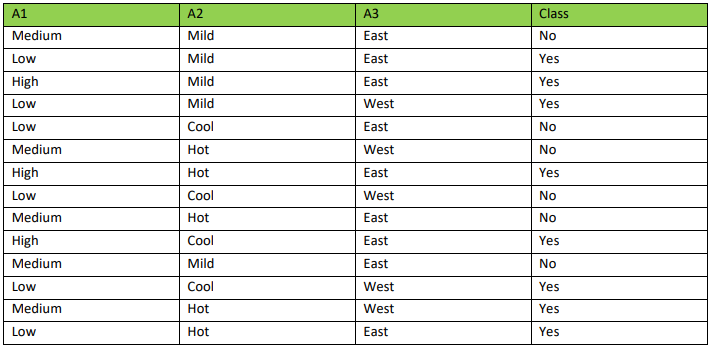 A1 A2 A3 Class
Medium Mild East No
Low Mild East Yes
High Mild East Yes
Low Mild West Yes
Low Cool East No
Medium Hot West No
High Hot East Yes
Low Cool West No
Medium Hot East No
High Cool East Yes
Medium Mild East No
Low Cool West Yes
Medium Hot West Yes
Low Hot East Yes